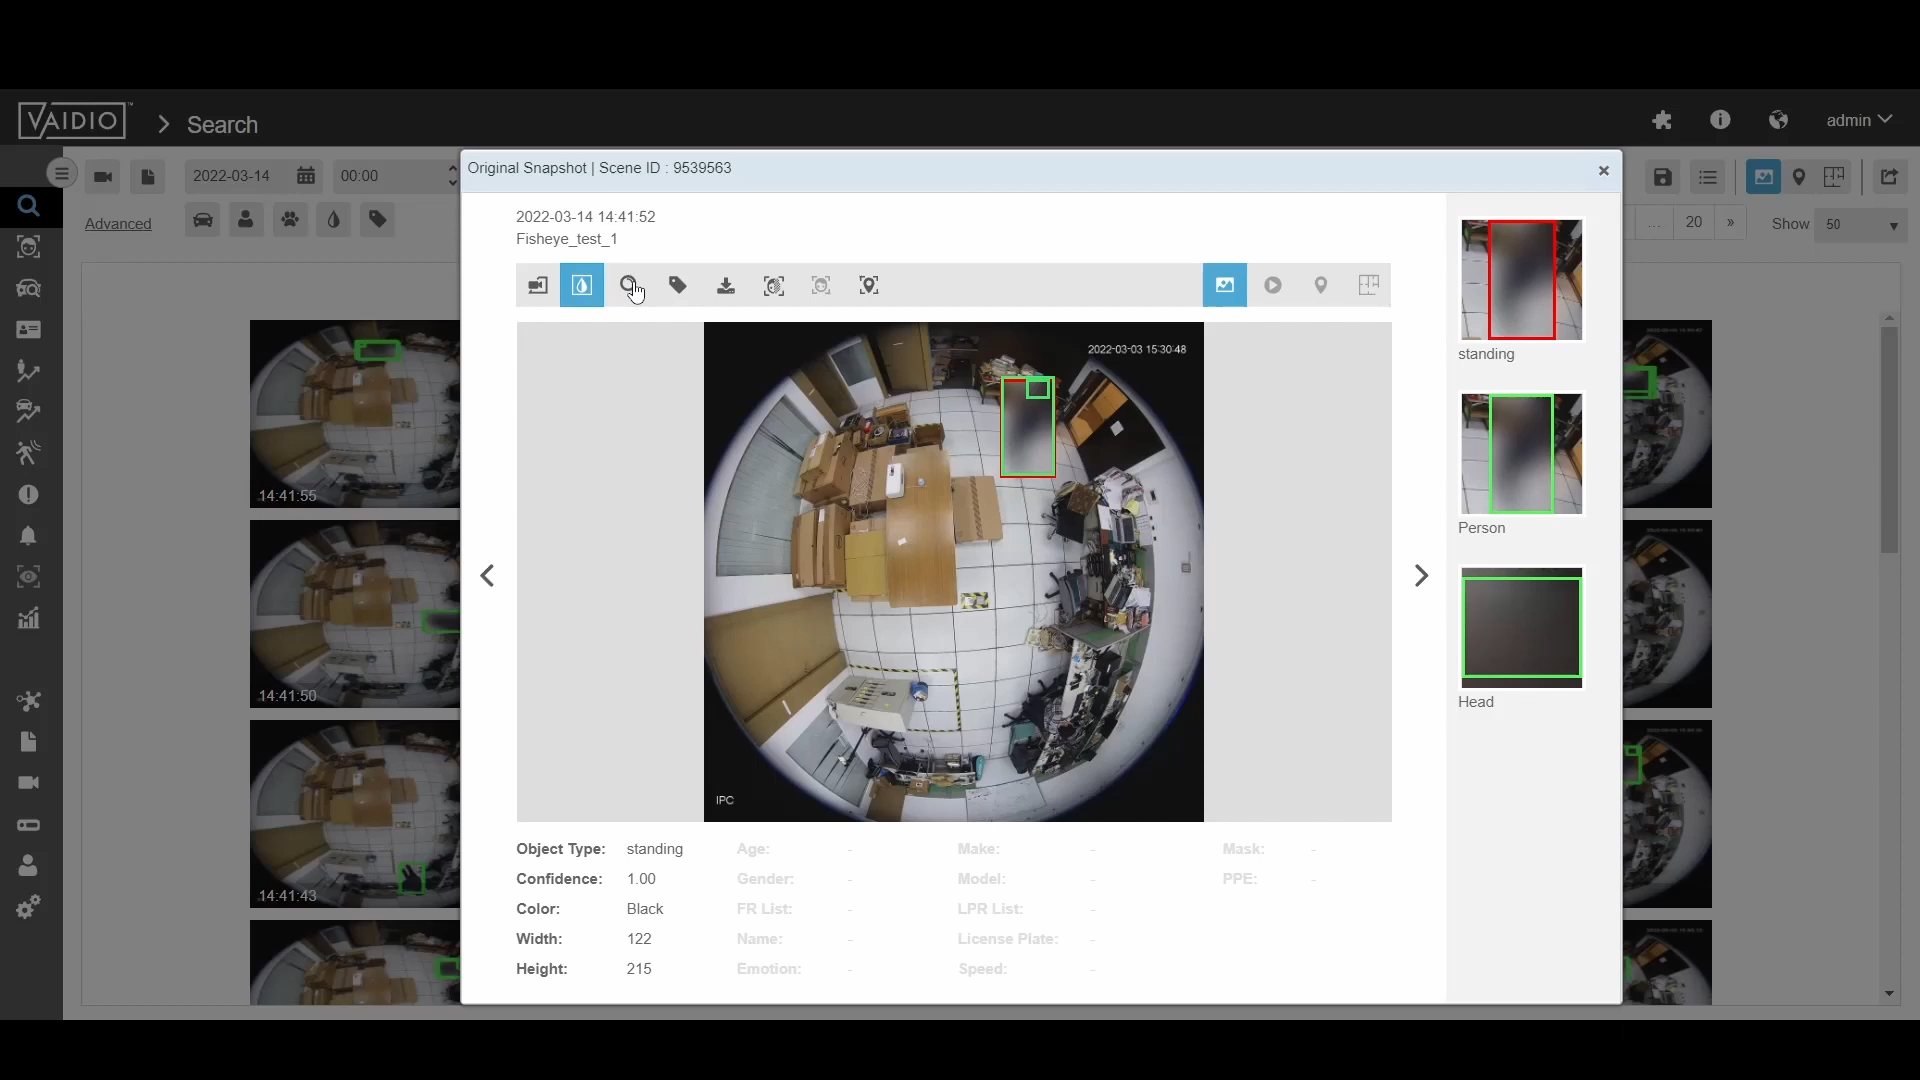 VAIDIO™ > Search
admin
Original Snapshot | Scene ID : 9539563
2022-03-14
00:00
Advanced
...
20
»
Show
50
2022-03-14 14:41:52
Fisheye_test_1
2022-03-03 15:30:48
IPC
standing
Person
Head
14:41:55
14:41:50
14:41:43
Object Type: standing
Age: -
Make: -
Mask: -
Confidence: 1.00
Gender: -
Model: -
PPE: -
Color: Black
FR List: -
LPR List: -
Width: 122
Name: -
License Plate: -
Height: 215
Emotion: -
Speed: -